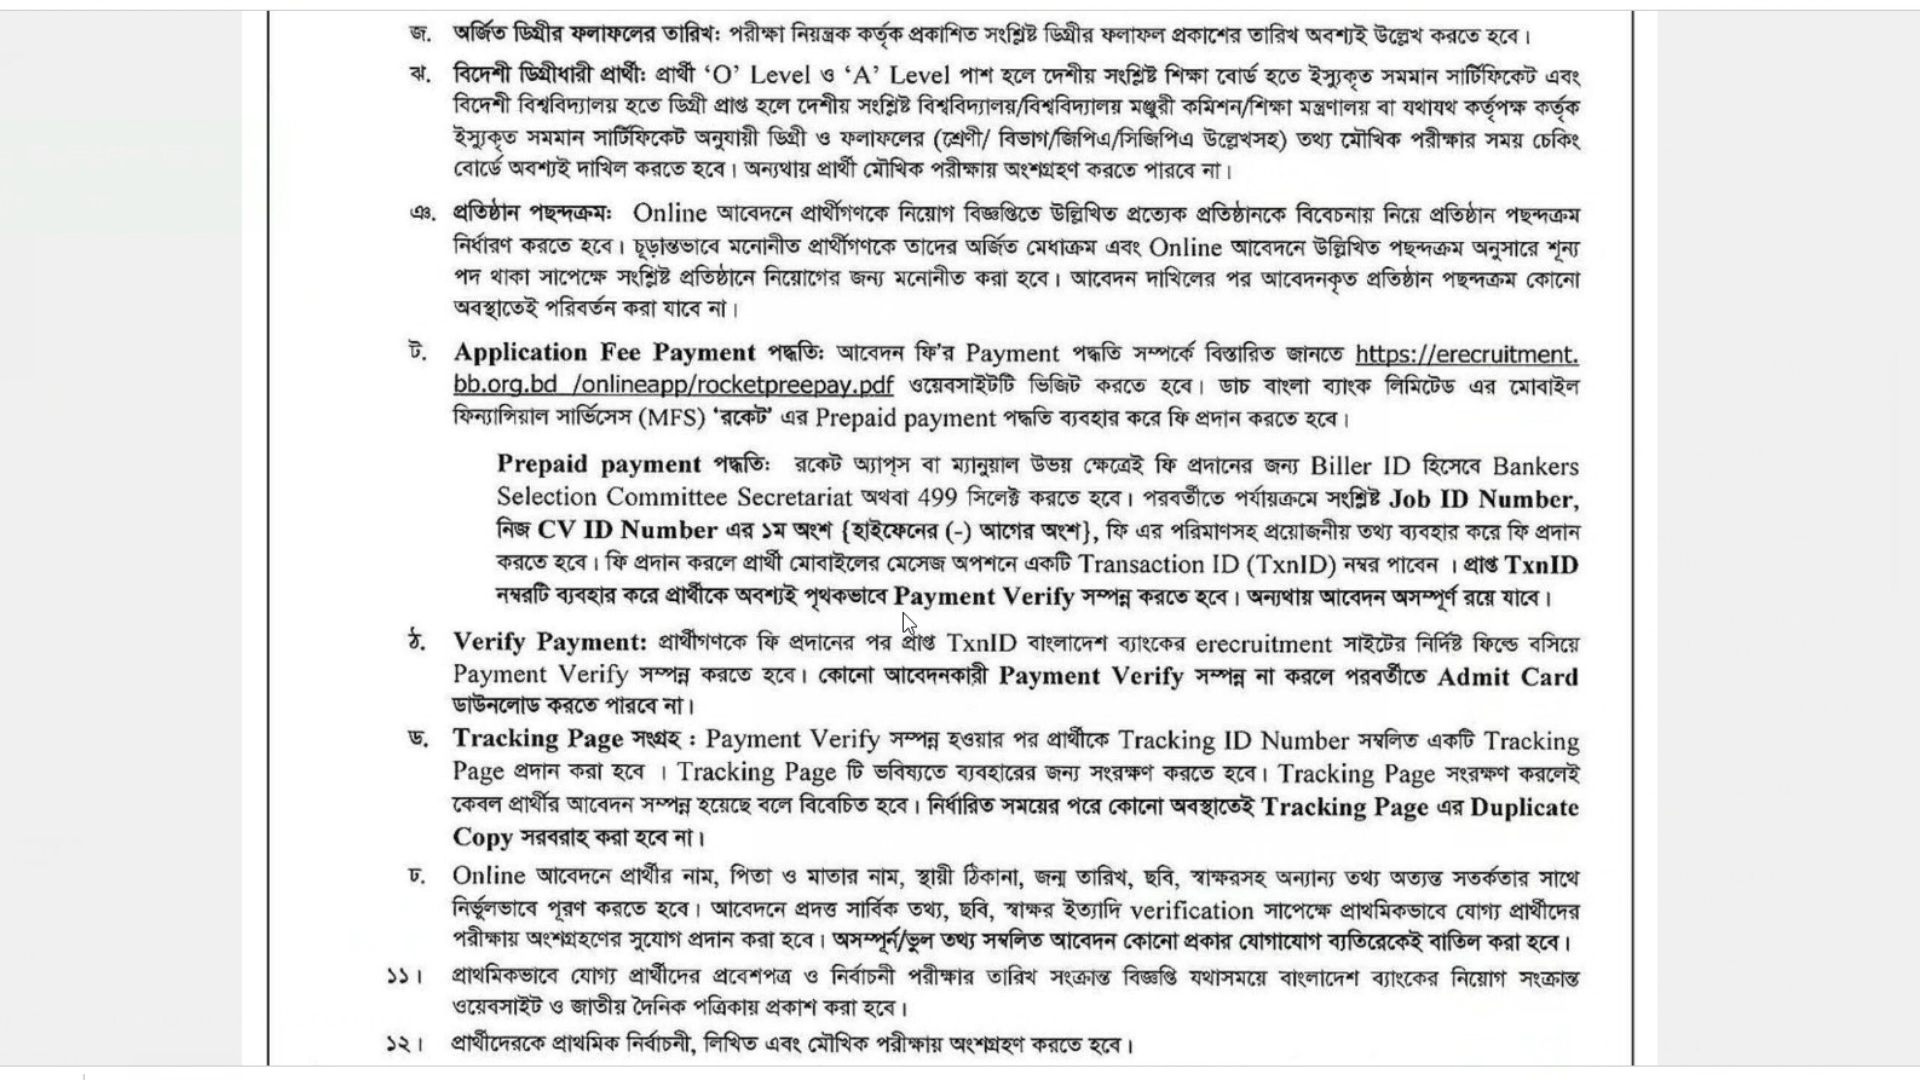 জ. অর্জিত ডিগ্রীর ফলাফলের তারিখ: পরীক্ষা নিয়ন্ত্রক কর্তৃক প্রকাশিত সংশ্লিষ্ট ডিগ্রীর ফলাফল প্রকাশের তারিখ অবশ্যই উল্লেখ করতে হবে।
ঝ. বিদেশী ডিগ্রীধারী প্রার্থী: প্রার্থী ‘O’ Level ও ‘A’ Level পাশ হলে দেশীয় সংশ্লিষ্ট শিক্ষা বোর্ড হতে ইস্যুকৃত সমমান সার্টিফিকেট এবং
বিদেশী বিশ্ববিদ্যালয় হতে ডিগ্রী প্রাপ্ত হলে দেশীয় সংশ্লিষ্ট বিশ্ববিদ্যালয়/বিশ্ববিদ্যালয় মঞ্জুরী কমিশন/শিক্ষা মন্ত্রণালয় বা যথাযথ কর্তৃপক্ষ কর্তৃক
ইস্যুকৃত সমমান সার্টিফিকেট অনুযায়ী ডিগ্রী ও ফলাফলের (শ্রেণী/ বিভাগ/জিপিএ/সিজিপিএ উল্লেখসহ) তথ্য মৌখিক পরীক্ষার সময় চেকিং
বোর্ডে অবশ্যই দাখিল করতে হবে। অন্যথায় প্রার্থী মৌখিক পরীক্ষায় অংশগ্রহণ করতে পারবে না।
ঞ. প্রতিষ্ঠান পছন্দক্রম: Online আবেদনে প্রার্থীগণকে নিয়োগ বিজ্ঞপ্তিতে উল্লিখিত প্রত্যেক প্রতিষ্ঠানকে বিবেচনায় নিয়ে প্রতিষ্ঠান পছন্দক্রম
নির্ধারণ করতে হবে। চূড়ান্তভাবে মনোনীত প্রার্থীগণকে তাদের অর্জিত মেধাক্রম এবং Online আবেদনে উল্লিখিত পছন্দক্রম অনুসারে শূন্য
পদ থাকা সাপেক্ষে সংশ্লিষ্ট প্রতিষ্ঠানে নিয়োগের জন্য মনোনীত করা হবে। আবেদন দাখিলের পর আবেদনকৃত প্রতিষ্ঠান পছন্দক্রম কোনো
অবস্থাতেই পরিবর্তন করা যাবে না।
ট. Application Fee Payment পদ্ধতি: আবেদন ফি’র Payment পদ্ধতি সম্পর্কে বিস্তারিত জানতে https://erecruitment.
bb.org.bd /onlineapp/rocketpreepay.pdf ওয়েবসাইটটি ভিজিট করতে হবে। ডাচ বাংলা ব্যাংক লিমিটেড এর মোবাইল
ফিন্যান্সিয়াল সার্ভিসেস (MFS) ‘রকেট’ এর Prepaid payment পদ্ধতি ব্যবহার করে ফি প্রদান করতে হবে।
Prepaid payment পদ্ধতি: রকেট অ্যাপ্‌স বা ম্যানুয়াল উভয় ক্ষেত্রেই ফি প্রদানের জন্য Biller ID হিসেবে Bankers
Selection Committee Secretariat অথবা 499 সিলেক্ট করতে হবে। পরবর্তীতে পর্যায়ক্রমে সংশ্লিষ্ট Job ID Number,
নিজ CV ID Number এর ১ম অংশ {হাইফেনের (-) আগের অংশ}, ফি এর পরিমাণসহ প্রয়োজনীয় তথ্য ব্যবহার করে ফি প্রদান
করতে হবে। ফি প্রদান করলে প্রার্থী মোবাইলের মেসেজ অপশনে একটি Transaction ID (TxnID) নম্বর পাবেন । প্রাপ্ত TxnID
নম্বরটি ব্যবহার করে প্রার্থীকে অবশ্যই পৃথকভাবে Payment Verify সম্পন্ন করতে হবে। অন্যথায় আবেদন অসম্পূর্ণ রয়ে যাবে।
ঠ. Verify Payment: প্রার্থীগণকে ফি প্রদানের পর প্রাপ্ত TxnID বাংলাদেশ ব্যাংকের erecruitment সাইটের নির্দিষ্ট ফিল্ডে বসিয়ে
Payment Verify সম্পন্ন করতে হবে। কোনো আবেদনকারী Payment Verify সম্পন্ন না করলে পরবর্তীতে Admit Card
ডাউনলোড করতে পারবে না।
ড. Tracking Page সংগ্রহ : Payment Verify সম্পন্ন হওয়ার পর প্রার্থীকে Tracking ID Number সম্বলিত একটি Tracking
Page প্রদান করা হবে । Tracking Page টি ভবিষ্যতে ব্যবহারের জন্য সংরক্ষণ করতে হবে। Tracking Page সংরক্ষণ করলেই
কেবল প্রার্থীর আবেদন সম্পন্ন হয়েছে বলে বিবেচিত হবে। নির্ধারিত সময়ের পরে কোনো অবস্থাতেই Tracking Page এর Duplicate
Copy সরবরাহ করা হবে না।
ঢ. Online আবেদনে প্রার্থীর নাম, পিতা ও মাতার নাম, স্থায়ী ঠিকানা, জন্ম তারিখ, ছবি, স্বাক্ষরসহ অন্যান্য তথ্য অত্যন্ত সতর্কতার সাথে
নির্ভুলভাবে পূরণ করতে হবে। আবেদনে প্রদত্ত সার্বিক তথ্য, ছবি, স্বাক্ষর ইত্যাদি verification সাপেক্ষে প্রাথমিকভাবে যোগ্য প্রার্থীদের
পরীক্ষায় অংশগ্রহণের সুযোগ প্রদান করা হবে। অসম্পূর্ন/ভুল তথ্য সম্বলিত আবেদন কোনো প্রকার যোগাযোগ ব্যতিরেকেই বাতিল করা হবে।
১১। প্রাথমিকভাবে যোগ্য প্রার্থীদের প্রবেশপত্র ও নির্বাচনী পরীক্ষার তারিখ সংক্রান্ত বিজ্ঞপ্তি যথাসময়ে বাংলাদেশ ব্যাংকের নিয়োগ সংক্রান্ত
ওয়েবসাইট ও জাতীয় দৈনিক পত্রিকায় প্রকাশ করা হবে।
১২। প্রার্থীদেরকে প্রাথমিক নির্বাচনী, লিখিত এবং মৌখিক পরীক্ষায় অংশগ্রহণ করতে হবে।